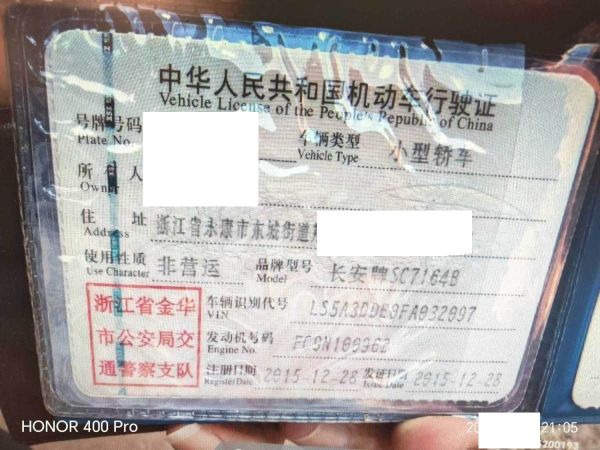 中华人民共和国机动车行驶证
Vehicle License of the People's Republic of China
号牌号码
Plate No.
车辆类型 小型轿车
Vehicle Type
所 有 人
Owner
住 址 浙江省永康市东城街道
Address
使用性质 非营运 品牌型号 长安牌SC7164B
Use Character Model
浙江省金华
市公安局交
通警察支队
车辆识别代号 LS5A3DDE3FA032097
VIN
发动机号码
Engine No.
注册日期 2015-12-28 发证日期 2015-12-28
Register Date Issue Date
HONOR 400 Pro
21:05